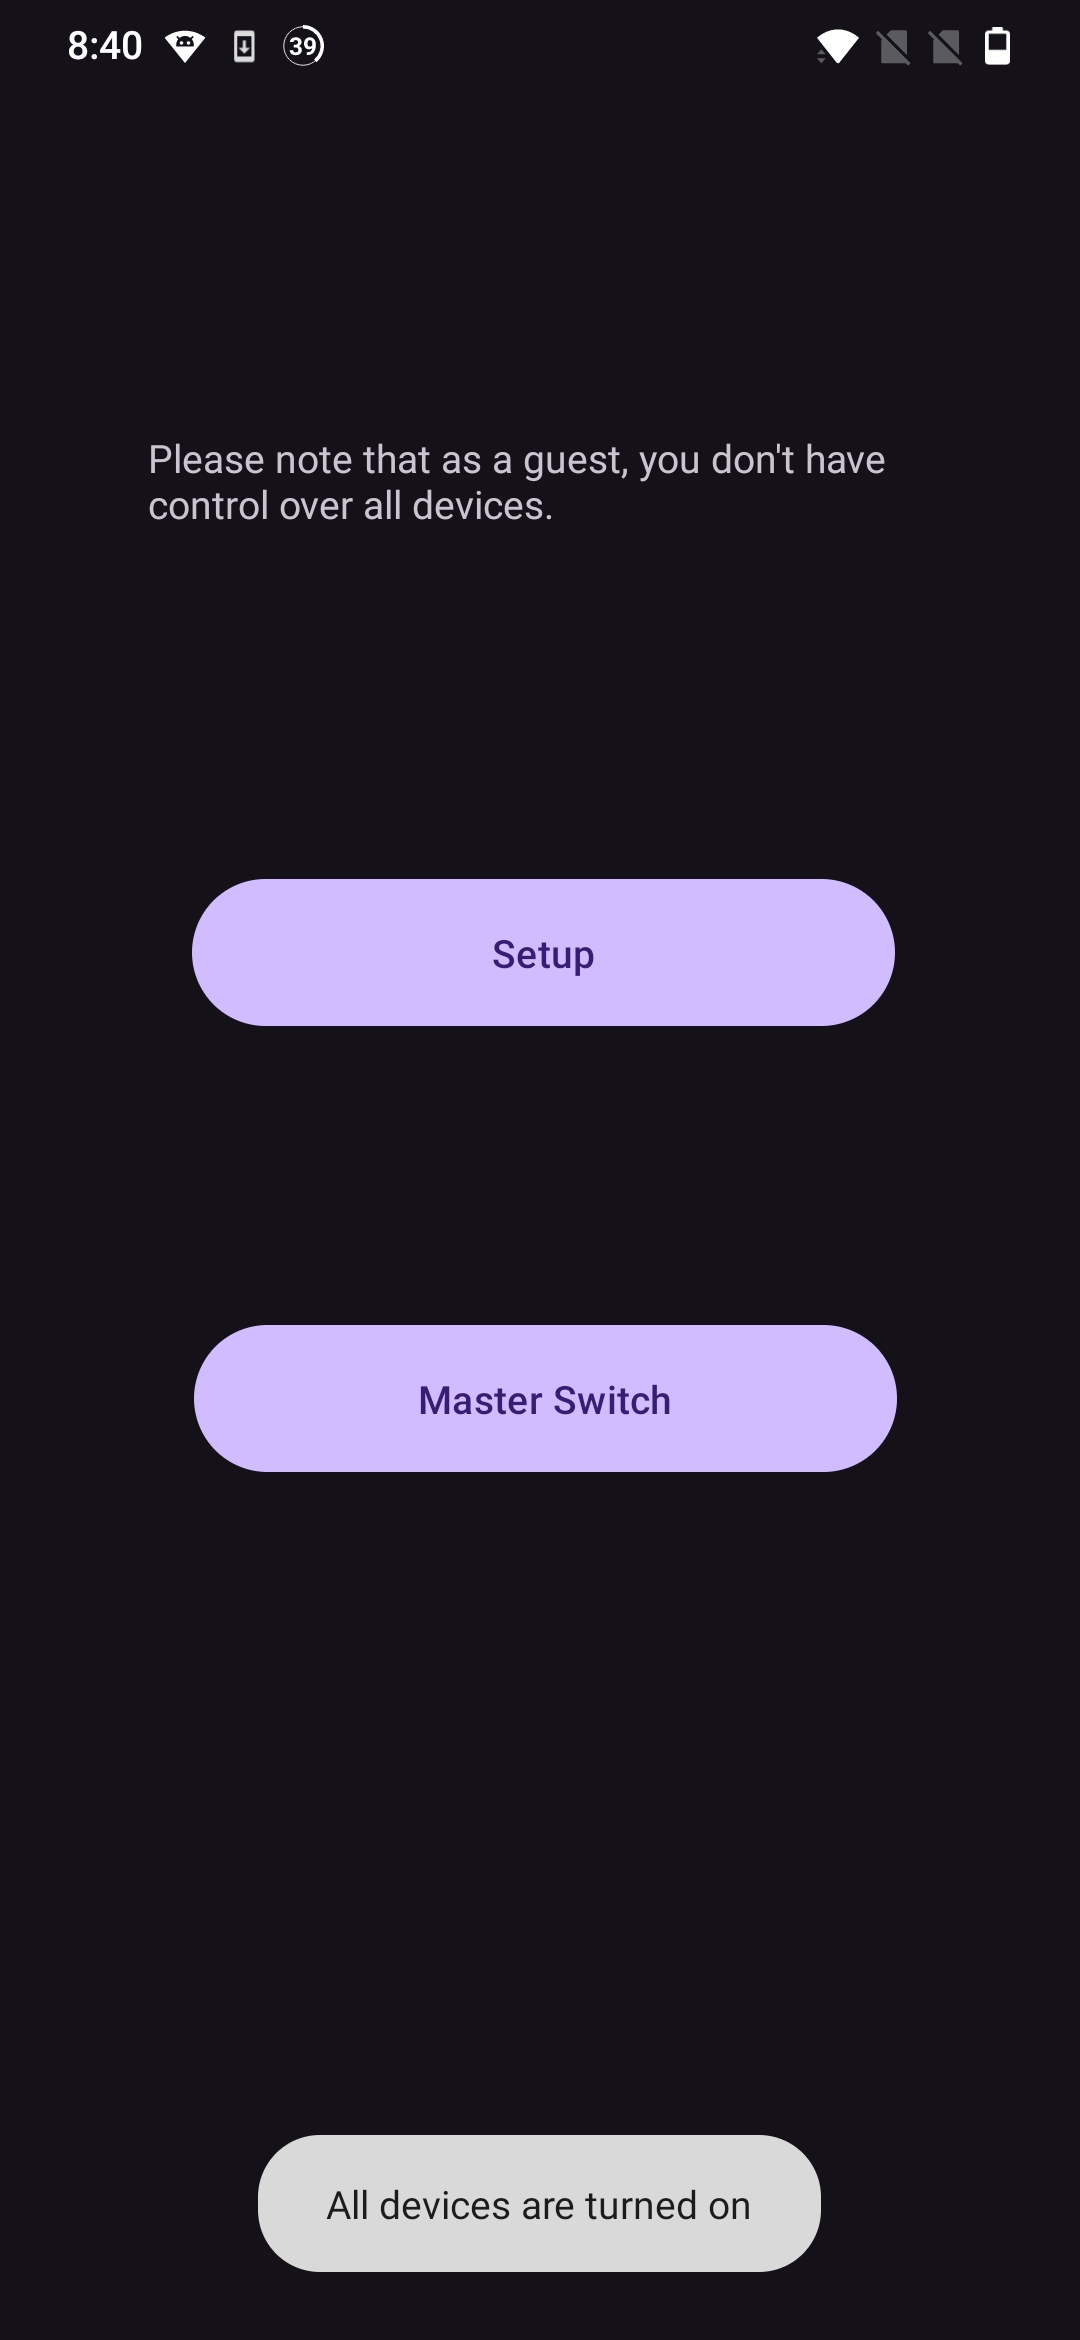 8:40
39
Please note that as a guest, you don't have
control over all devices.
Setup
Master Switch
All devices are turned on